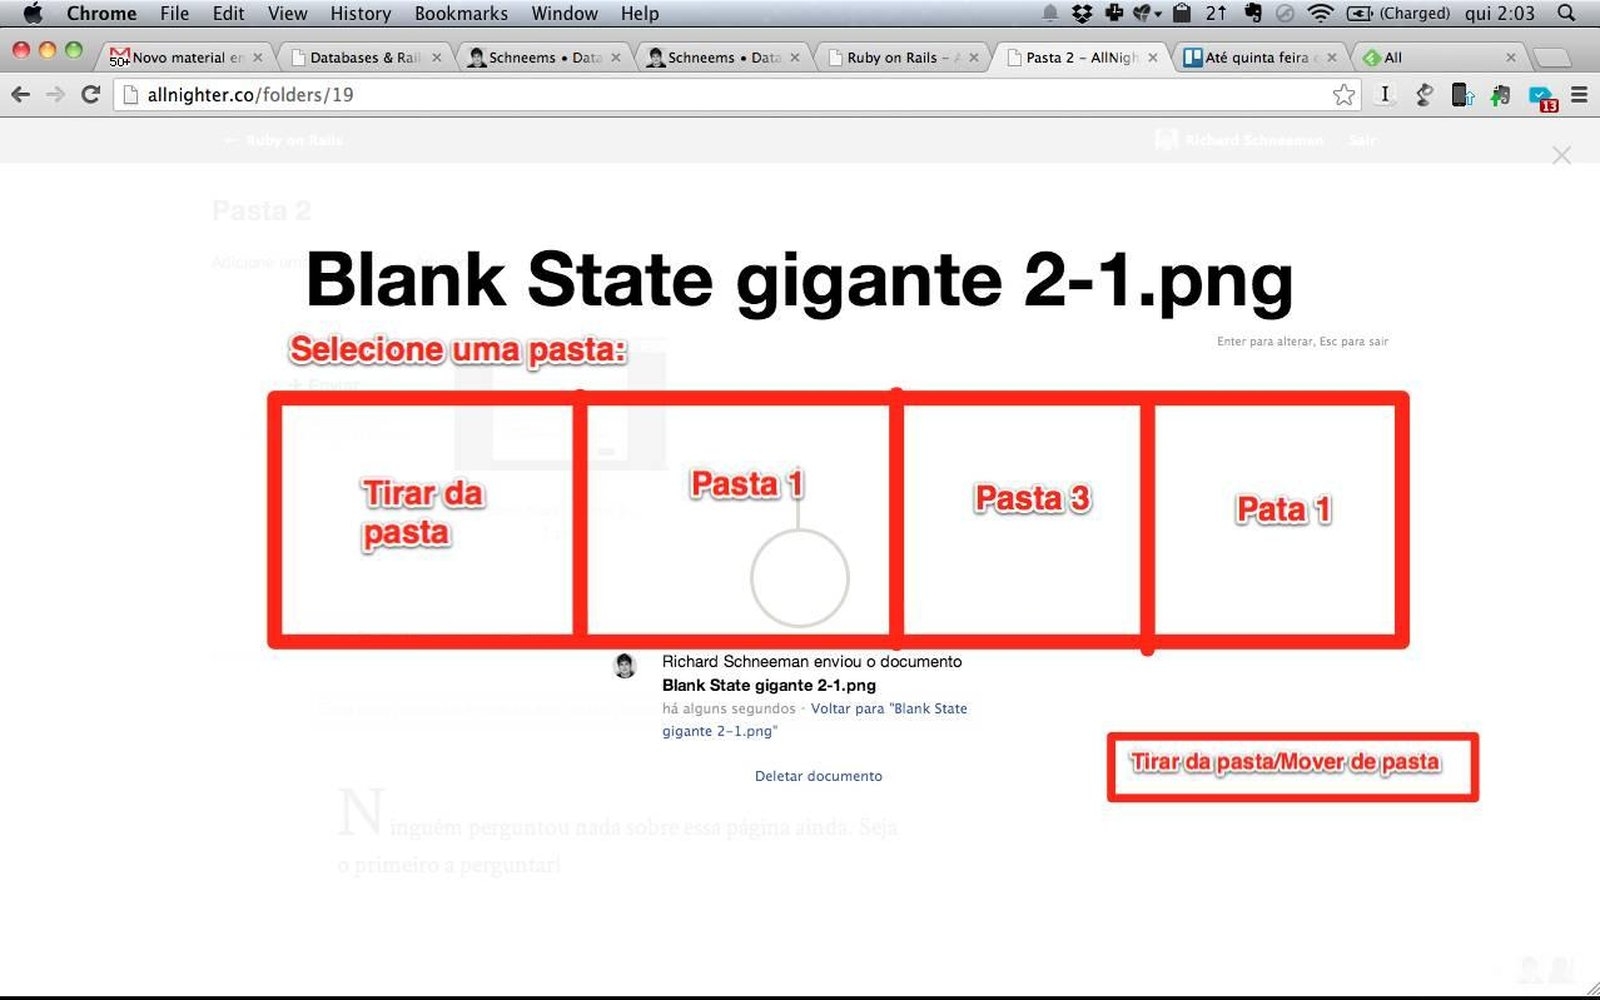 Chrome File Edit View History Bookmarks Window Help 2↑ (Charged) qui 2:03
50+ Novo material en Databases & Rail Schneems • Data Schneems • Data Ruby on Rails – A Pasta 2 – AllNigh Até quinta feira All
allnighter.co/folders/19 13
← Ruby on Rails Richard Schneeman Sair
Pasta 2
Blank State gigante 2-1.png
Selecione uma pasta:
Enter para alterar, Esc para sair
+ Enviar
Tirar da
pasta
Pasta 1
Pasta 3
Pata 1
Richard Schneeman enviou o documento
Blank State gigante 2-1.png
há alguns segundos · Voltar para "Blank State
gigante 2-1.png"
Deletar documento
Tirar da pasta/Mover de pasta
Ninguém perguntou nada sobre essa página ainda. Seja
o primeiro a perguntar!